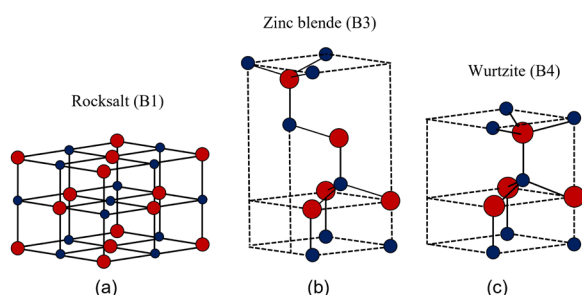 Zinc blende (B3)
Wurtzite (B4)
Rocksalt (B1)
(a)
(b)
(c)